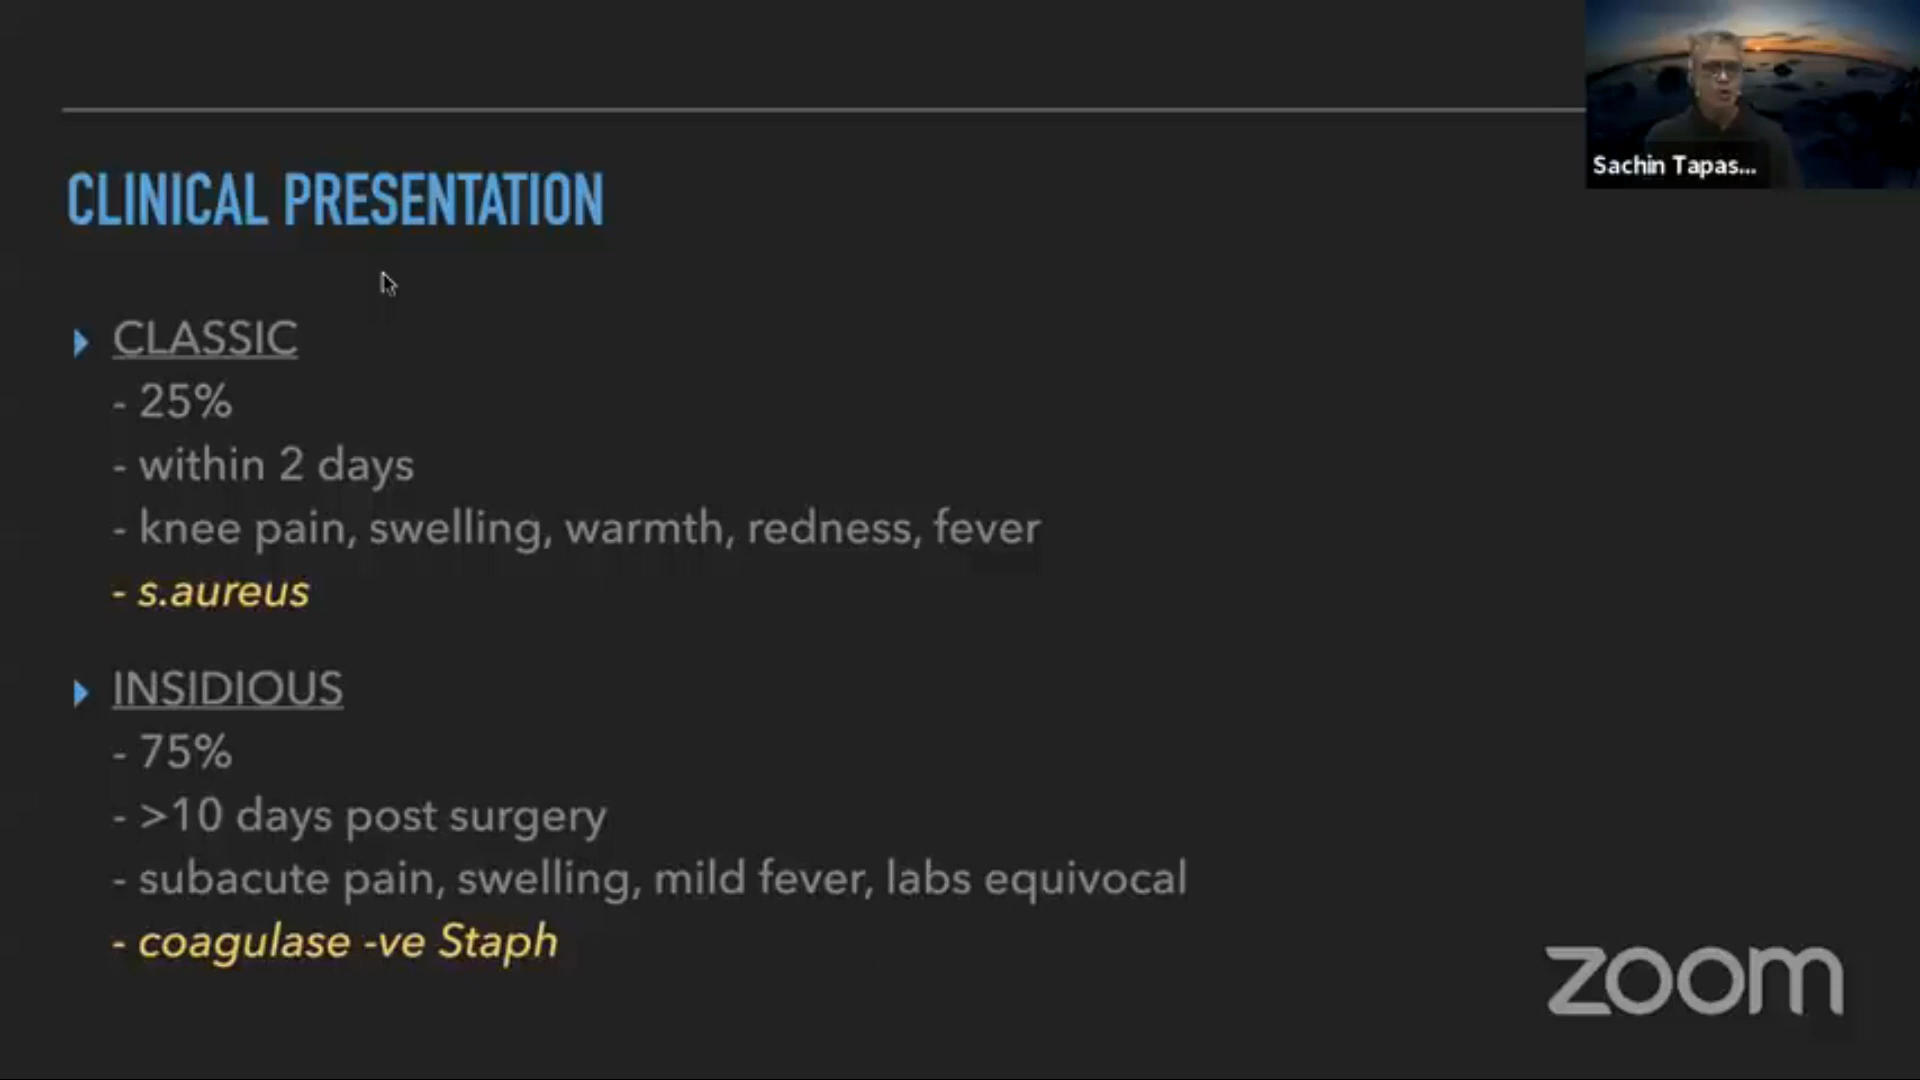 Sachin Tapas...
CLINICAL PRESENTATION
CLASSIC
- 25%
- within 2 days
- knee pain, swelling, warmth, redness, fever
- s.aureus
INSIDIOUS
- 75%
- >10 days post surgery
- subacute pain, swelling, mild fever, labs equivocal
- coagulase -ve Staph
zoom